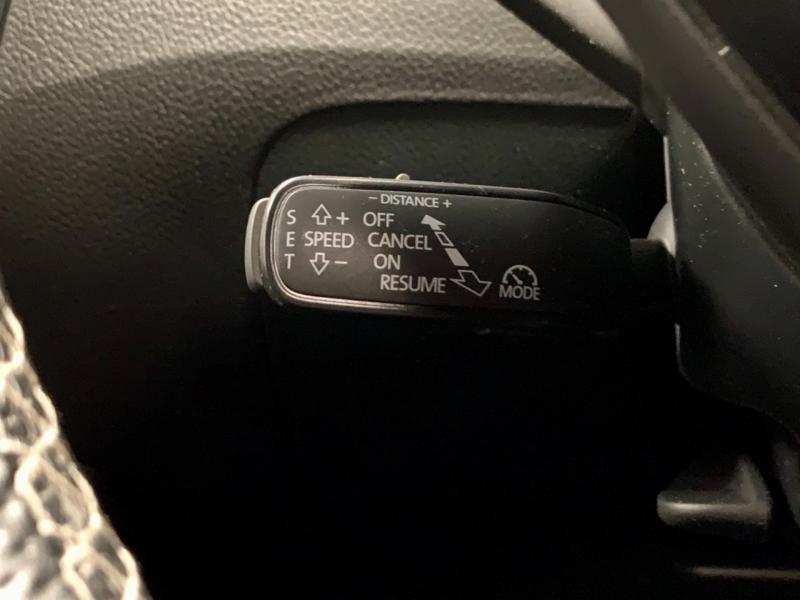 - DISTANCE +
S + OFF
E SPEED CANCEL
T - ON
RESUME
MODE